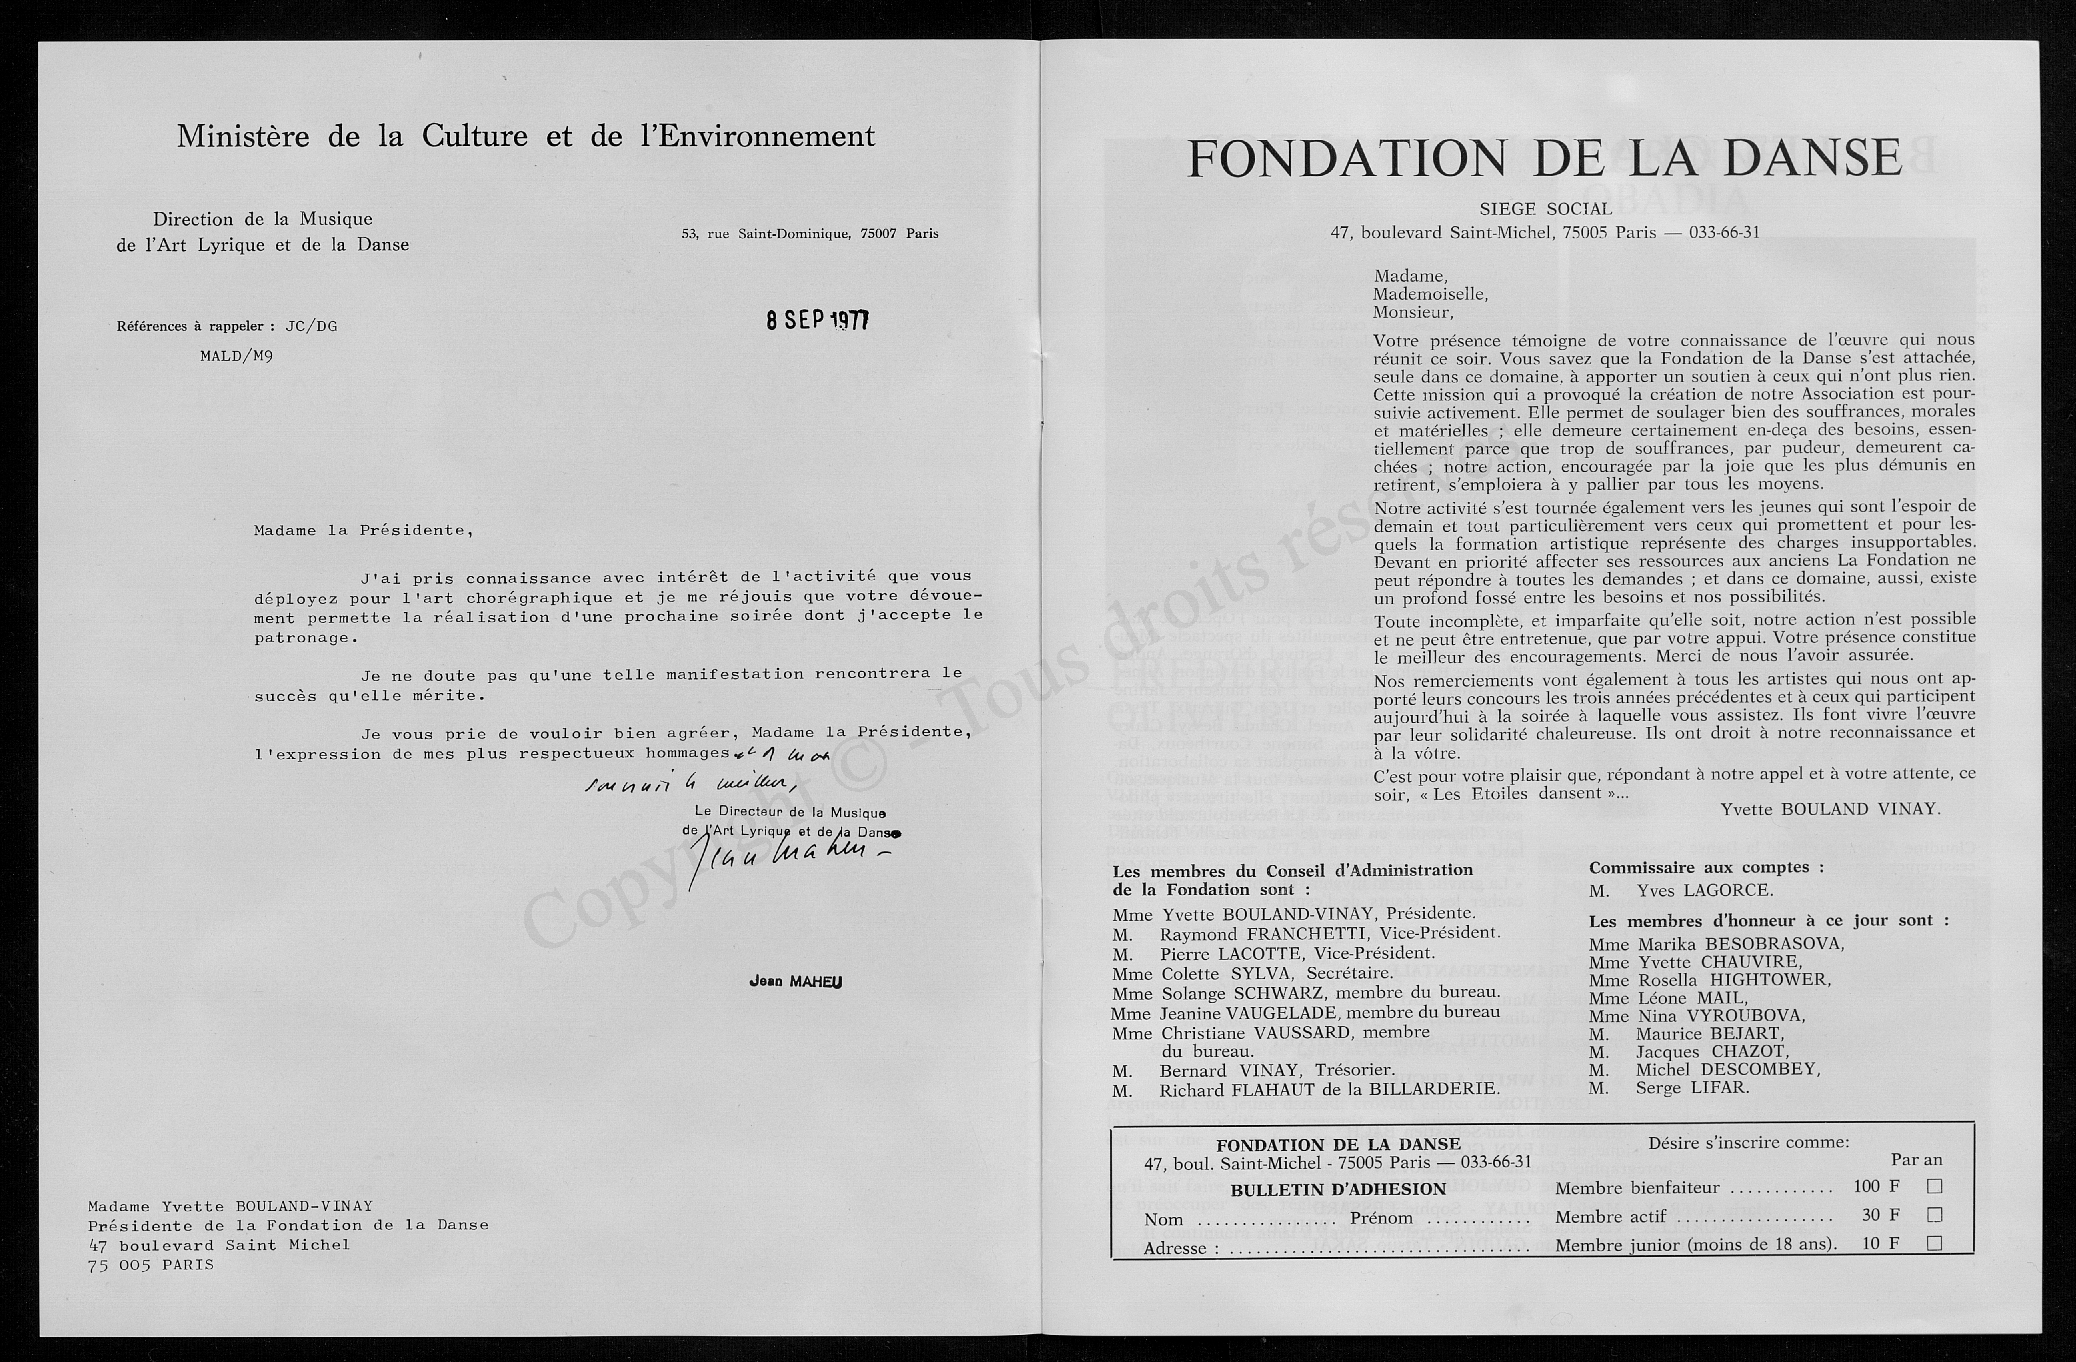 Ministère de la Culture et de l'Environnement
Direction de la Musique
de l'Art Lyrique et de la Danse
53, rue Saint-Dominique, 75007 Paris
8 SEP 1977
Références à rappeler : JC/DG
MALD/M9
Madame la Présidente,
J'ai pris connaissance avec intérêt de l'activité que vous
déployez pour l'art chorégraphique et je me réjouis que votre dévoue-
ment permette la réalisation d'une prochaine soirée dont j'accepte le
patronage.
Je ne doute pas qu'une telle manifestation rencontrera le
succès qu'elle mérite.
Je vous prie de vouloir bien agréer, Madame la Présidente,
l'expression de mes plus respectueux hommages et mon
souvenir le meilleur,
Le Directeur de la Musique
de l'Art Lyrique et de la Danse
Jean Maheu
Jean MAHEU
Madame Yvette BOULAND-VINAY
Présidente de la Fondation de la Danse
47 boulevard Saint Michel
75 005 PARIS
FONDATION DE LA DANSE
SIEGE SOCIAL
47, boulevard Saint-Michel, 75005 Paris — 033-66-31
Madame,
Mademoiselle,
Monsieur,
Votre présence témoigne de votre connaissance de l'œuvre qui nous
réunit ce soir. Vous savez que la Fondation de la Danse s'est attachée,
seule dans ce domaine, à apporter un soutien à ceux qui n'ont plus rien.
Cette mission qui a provoqué la création de notre Association est pour-
suivie activement. Elle permet de soulager bien des souffrances, morales
et matérielles ; elle demeure certainement en-deça des besoins, essen-
tiellement parce que trop de souffrances, par pudeur, demeurent ca-
chées ; notre action, encouragée par la joie que les plus démunis en
retirent, s'emploiera à y pallier par tous les moyens.
Notre activité s'est tournée également vers les jeunes qui sont l'espoir de
demain et tout particulièrement vers ceux qui promettent et pour les-
quels la formation artistique représente des charges insupportables.
Devant en priorité affecter ses ressources aux anciens La Fondation ne
peut répondre à toutes les demandes ; et dans ce domaine, aussi, existe
un profond fossé entre les besoins et nos possibilités.
Toute incomplète, et imparfaite qu'elle soit, notre action n'est possible
et ne peut être entretenue, que par votre appui. Votre présence constitue
le meilleur des encouragements. Merci de nous l'avoir assurée.
Nos remerciements vont également à tous les artistes qui nous ont ap-
porté leurs concours les trois années précédentes et à ceux qui participent
aujourd'hui à la soirée à laquelle vous assistez. Ils font vivre l'œuvre
par leur solidarité chaleureuse. Ils ont droit à notre reconnaissance et
à la vôtre.
C'est pour votre plaisir que, répondant à notre appel et à votre attente, ce
soir, « Les Etoiles dansent »...
Yvette BOULAND VINAY.
Les membres du Conseil d'Administration
de la Fondation sont :
Mme Yvette BOULAND-VINAY, Présidente.
M. Raymond FRANCHETTI, Vice-Président.
M. Pierre LACOTTE, Vice-Président.
Mme Colette SYLVA, Secrétaire.
Mme Solange SCHWARZ, membre du bureau.
Mme Jeanine VAUGELADE, membre du bureau
Mme Christiane VAUSSARD, membre
du bureau.
M. Bernard VINAY, Trésorier.
M. Richard FLAHAUT de la BILLARDERIE.
Commissaire aux comptes :
M. Yves LAGORCE.
Les membres d'honneur à ce jour sont :
Mme Marika BESOBRASOVA,
Mme Yvette CHAUVIRE,
Mme Rosella HIGHTOWER,
Mme Léone MAIL,
Mme Nina VYROUBOVA,
M. Maurice BEJART,
M. Jacques CHAZOT,
M. Michel DESCOMBEY,
M. Serge LIFAR.
FONDATION DE LA DANSE
47, boul. Saint-Michel - 75005 Paris — 033-66-31
BULLETIN D'ADHESION
Nom ................ Prénom ............
Adresse : ...................................
Désire s'inscrire comme:
Par an
Membre bienfaiteur ............ 100 F
Membre actif .................. 30 F
Membre junior (moins de 18 ans). 10 F
Copyright © - Tous droits réservés